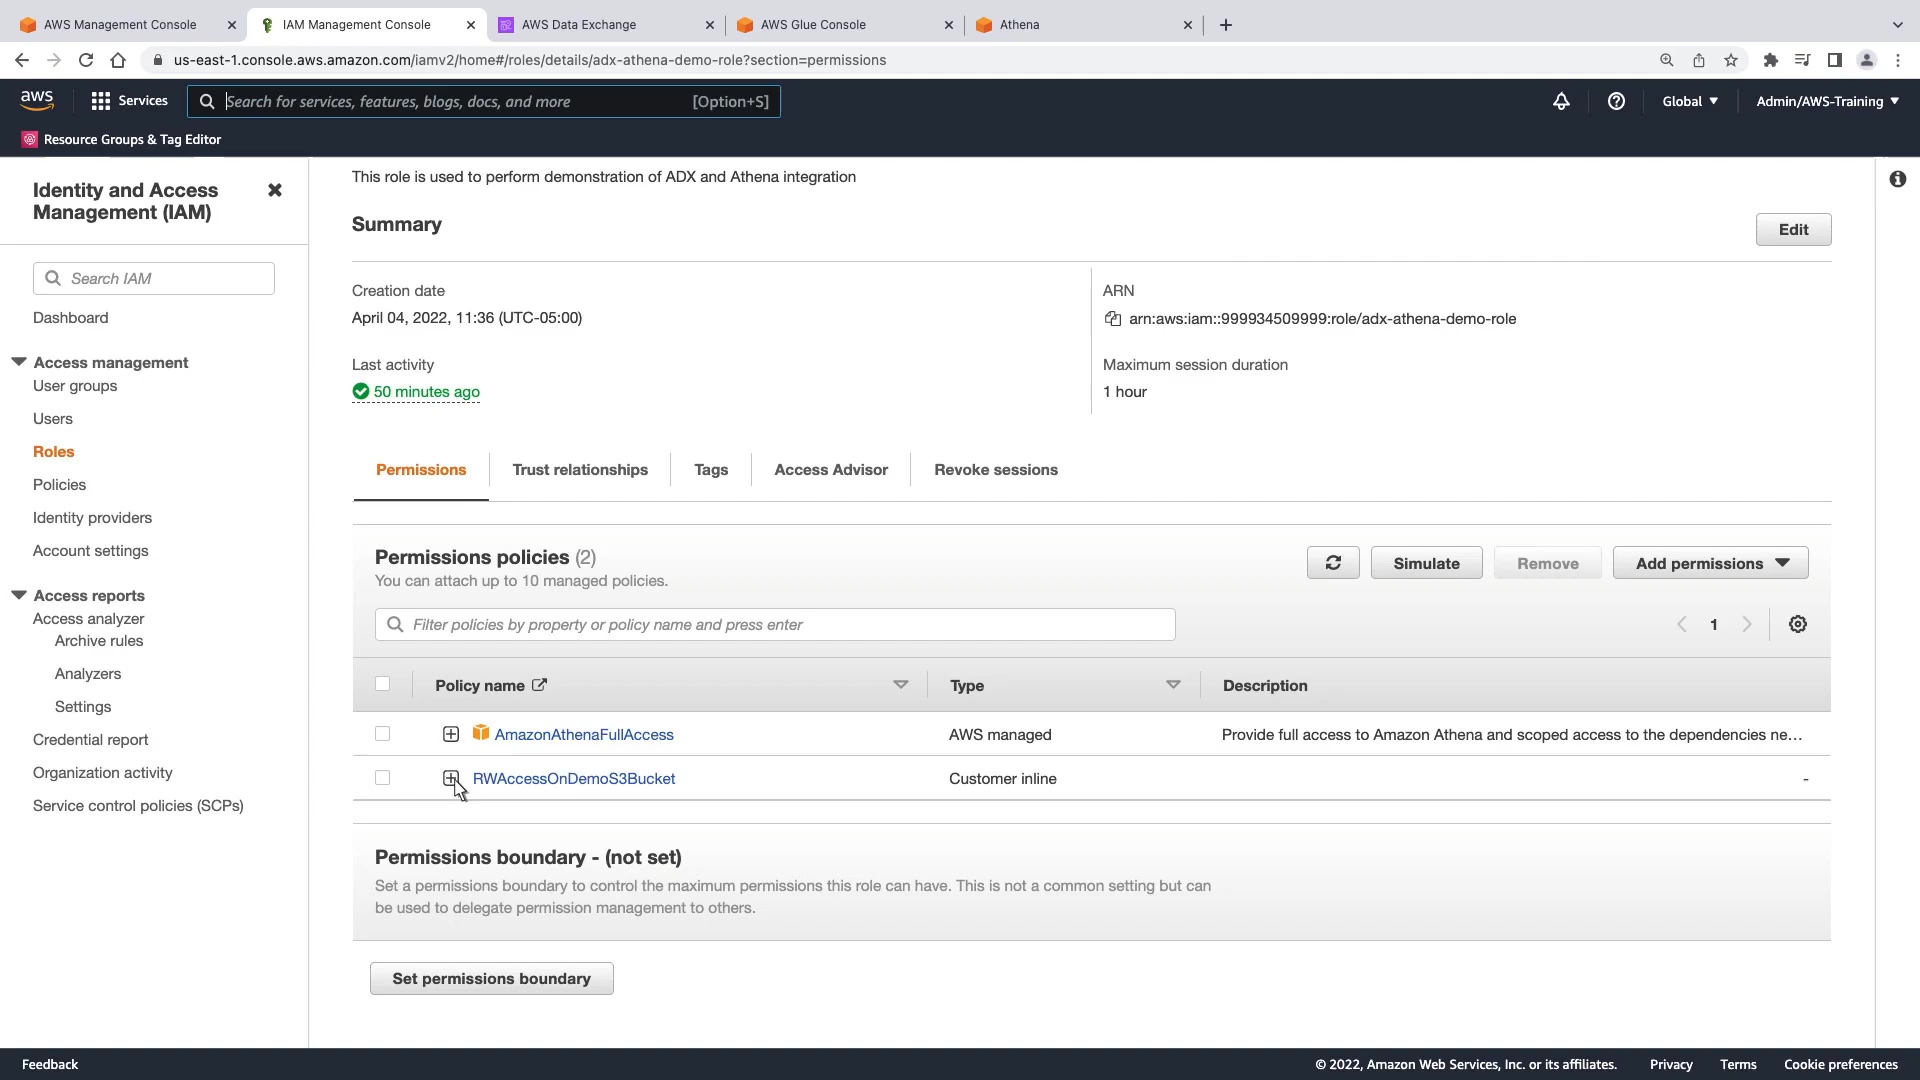 AWS Management Console
IAM Management Console
AWS Data Exchange
AWS Glue Console
Athena
us-east-1.console.aws.amazon.com/iamv2/home#/roles/details/adx-athena-demo-role?section=permissions
aws
Services
Search for services, features, blogs, docs, and more
[Option+S]
Global
Admin/AWS-Training
Resource Groups & Tag Editor
Identity and Access
Management (IAM)
Search IAM
Dashboard
Access management
User groups
Users
Roles
Policies
Identity providers
Account settings
Access reports
Access analyzer
Archive rules
Analyzers
Settings
Credential report
Organization activity
Service control policies (SCPs)
This role is used to perform demonstration of ADX and Athena integration
Summary
Edit
Creation date
April 04, 2022, 11:36 (UTC-05:00)
ARN
arn:aws:iam::999934509999:role/adx-athena-demo-role
Last activity
50 minutes ago
Maximum session duration
1 hour
Permissions
Trust relationships
Tags
Access Advisor
Revoke sessions
Permissions policies (2)
You can attach up to 10 managed policies.
Simulate
Remove
Add permissions
Filter policies by property or policy name and press enter
1
Policy name
Type
Description
AmazonAthenaFullAccess
AWS managed
Provide full access to Amazon Athena and scoped access to the dependencies ne...
RWAccessOnDemoS3Bucket
Customer inline
-
Permissions boundary - (not set)
Set a permissions boundary to control the maximum permissions this role can have. This is not a common setting but can
be used to delegate permission management to others.
Set permissions boundary
Feedback
© 2022, Amazon Web Services, Inc. or its affiliates.
Privacy
Terms
Cookie preferences